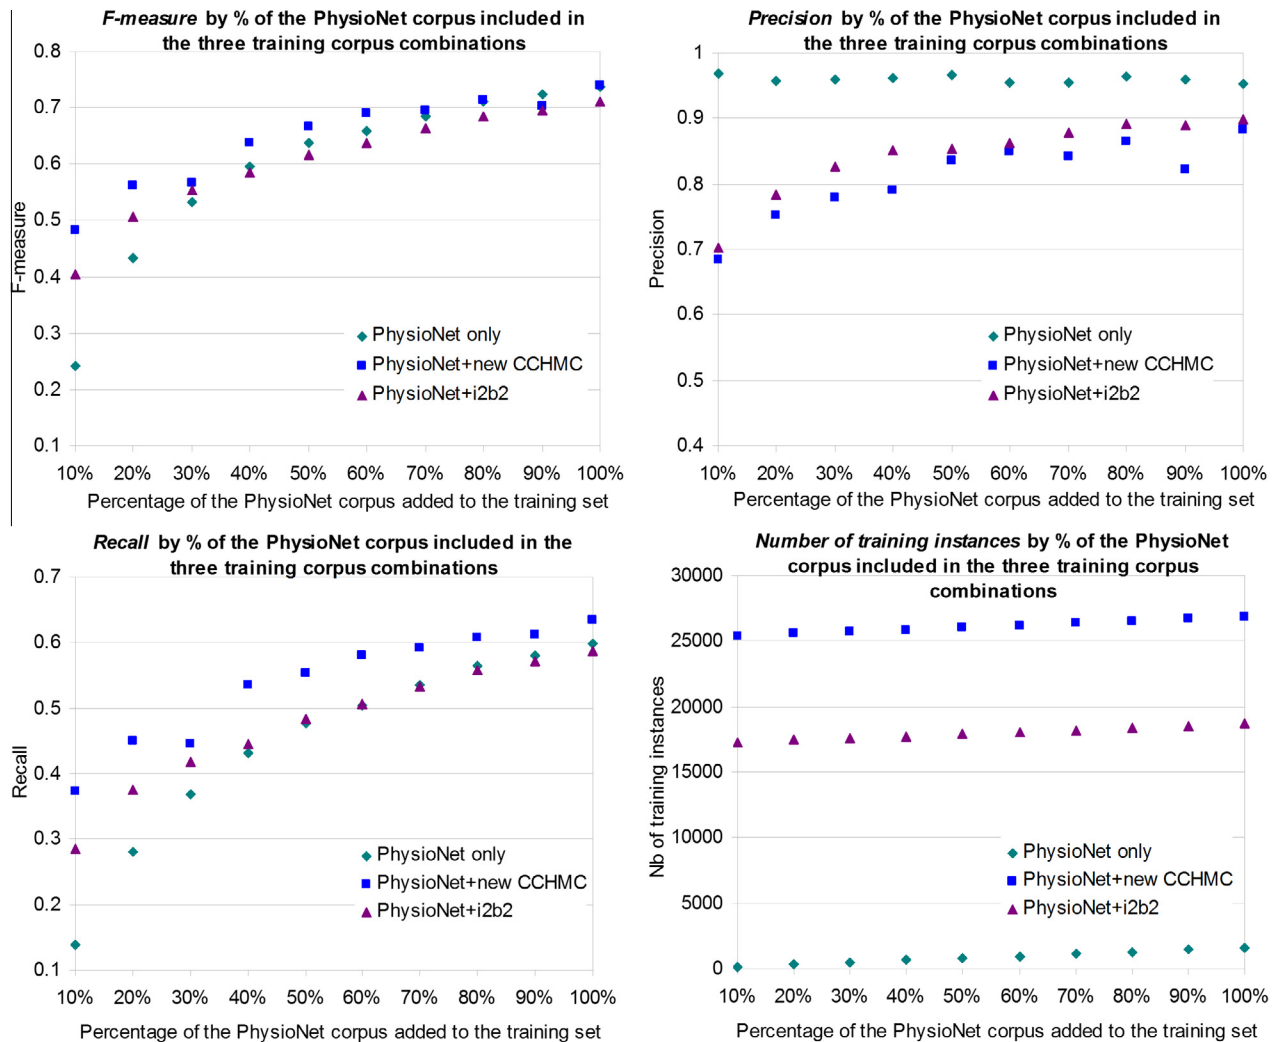 F-measure by % of the PhysioNet corpus included in
the three training corpus combinations
0.8
0.7
0.6
0.5
0.4
0.3
0.2
0.1
F-measure
PhysioNet only
PhysioNet+new CCHMC
PhysioNet+i2b2
10% 20% 30% 40% 50% 60% 70% 80% 90% 100%
Percentage of the PhysioNet corpus added to the training set
Precision by % of the PhysioNet corpus included in
the three training corpus combinations
1
0.9
0.8
0.7
0.6
0.5
0.4
Precision
PhysioNet only
PhysioNet+new CCHMC
PhysioNet+i2b2
10% 20% 30% 40% 50% 60% 70% 80% 90% 100%
Percentage of the PhysioNet corpus added to the training set
Recall by % of the PhysioNet corpus included in the
three training corpus combinations
0.7
0.6
0.5
0.4
0.3
0.2
0.1
Recall
PhysioNet only
PhysioNet+new CCHMC
PhysioNet+i2b2
10% 20% 30% 40% 50% 60% 70% 80% 90% 100%
Percentage of the PhysioNet corpus added to the training set
Number of training instances by % of the PhysioNet
corpus included in the three training corpus
combinations
30000
25000
20000
15000
10000
5000
0
Nb of training instances
PhysioNet only
PhysioNet+new CCHMC
PhysioNet+i2b2
10% 20% 30% 40% 50% 60% 70% 80% 90% 100%
Percentage of the PhysioNet corpus added to the training set